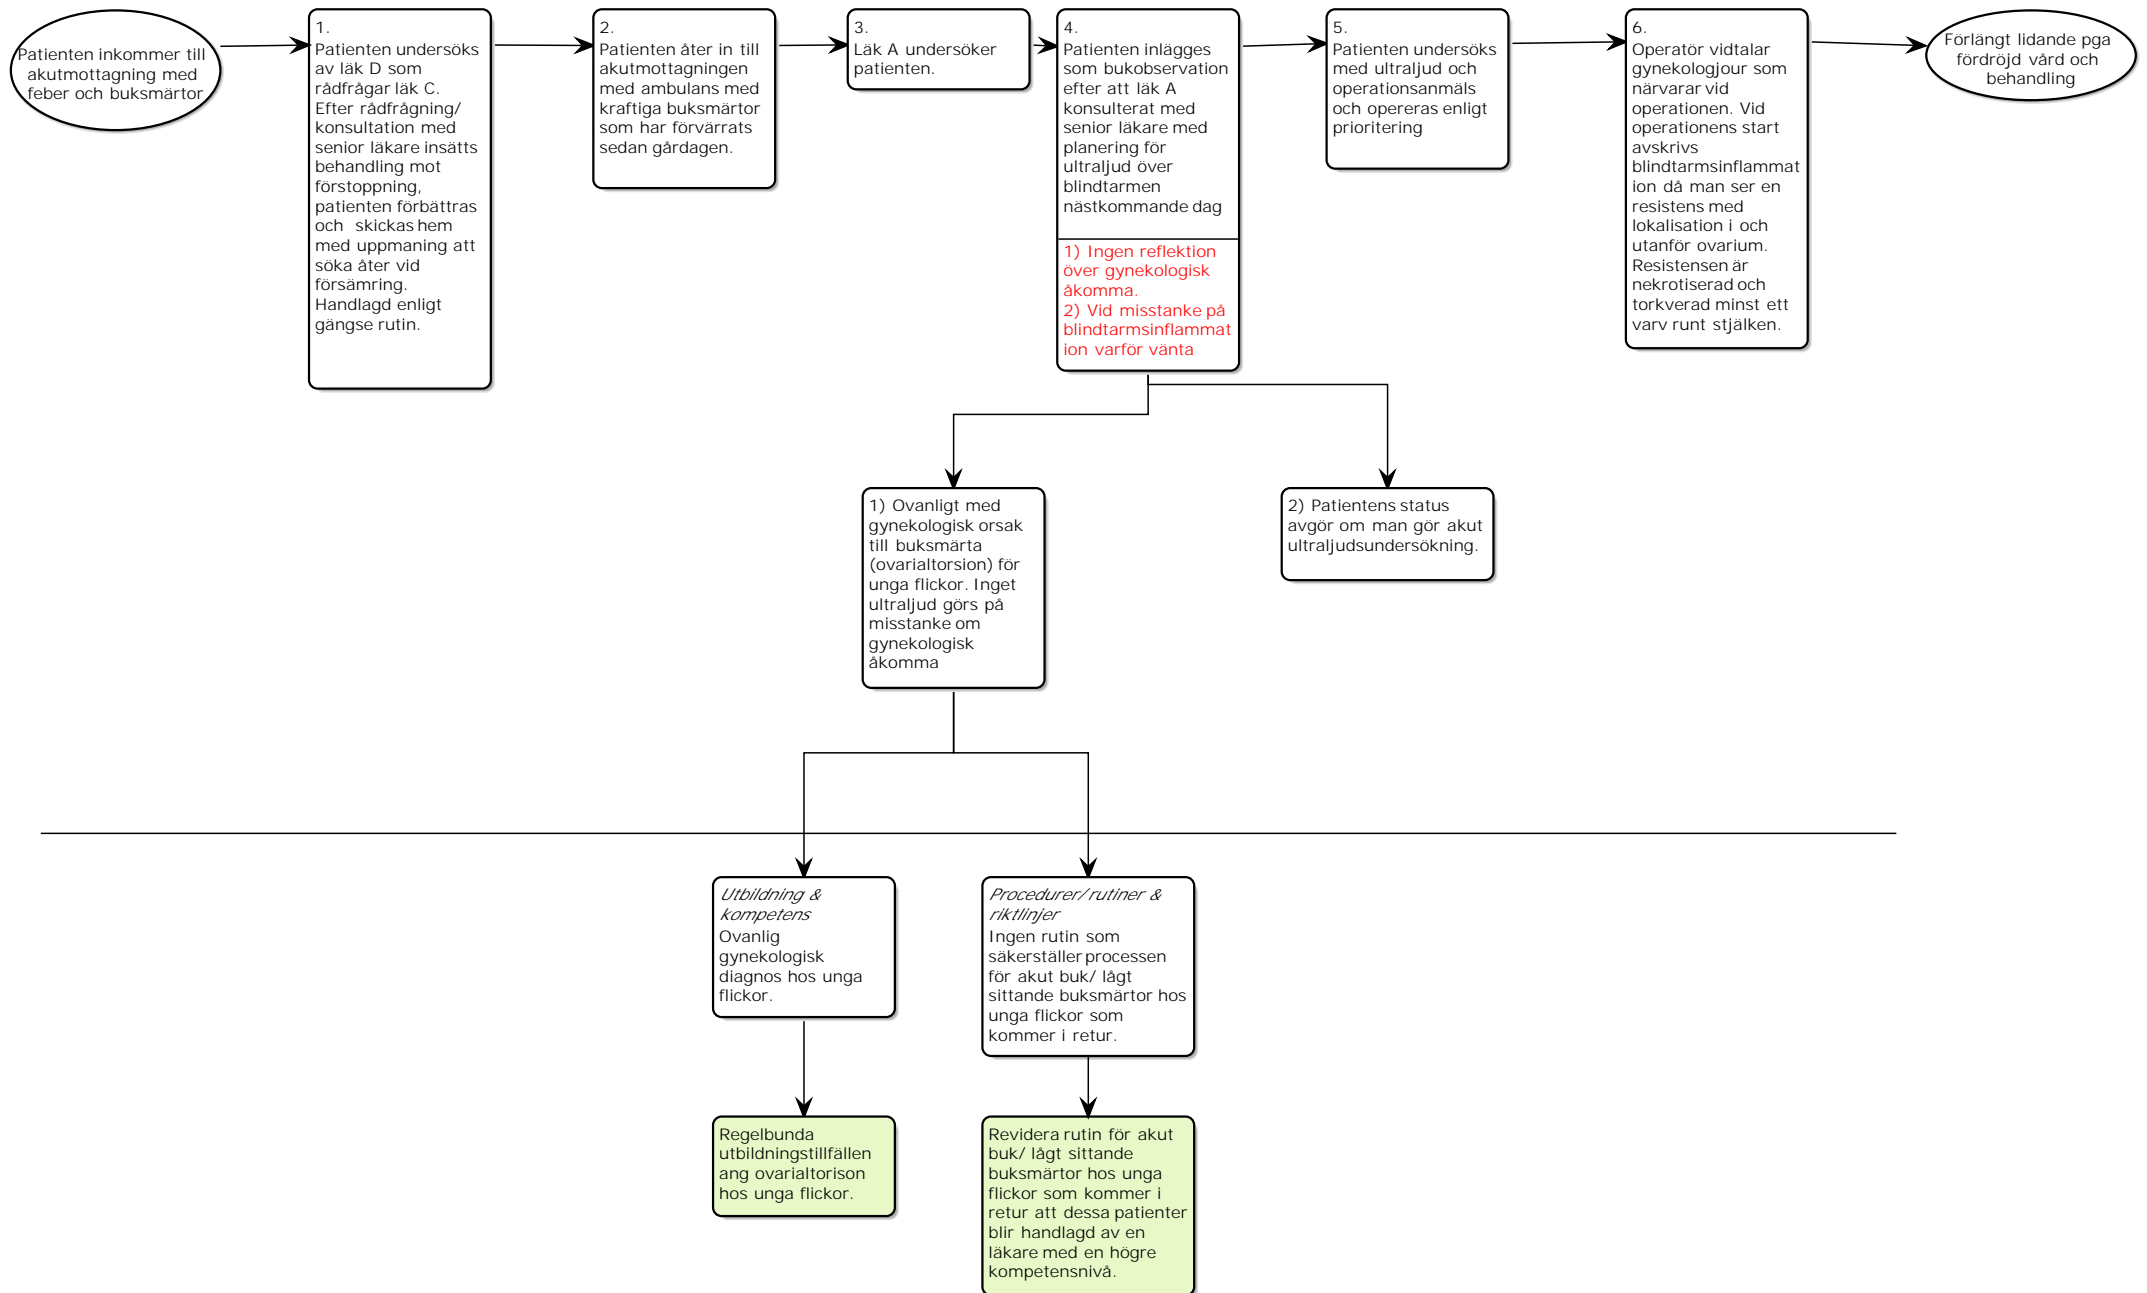 Patienten inkommer till
akutmottagning med
feber och buksmärtor
1.
Patienten undersöks
av läk D som
rådfrågar läk C.
Efter rådfrågning/
konsultation med
senior läkare insätts
behandling mot
förstoppning,
patienten förbättras
och skickas hem
med uppmaning att
söka åter vid
försämring.
Handlagd enligt
gängse rutin.
2.
Patienten åter in till
akutmottagningen
med ambulans med
kraftiga buksmärtor
som har förvärrats
sedan gårdagen.
3.
Läk A undersöker
patienten.
4.
Patienten inlägges
som bukobservation
efter att läk A
konsulterat med
senior läkare med
planering för
ultraljud över
blindtarmen
nästkommande dag
1) Ingen reflektion
över gynekologisk
åkomma.
2) Vid misstanke på
blindtarmsinflammat
ion varför vänta
5.
Patienten undersöks
med ultraljud och
operationsanmäls
och opereras enligt
prioritering
6.
Operatör vidtalar
gynekologjour som
närvarar vid
operationen. Vid
operationens start
avskrivs
blindtarmsinflammat
ion då man ser en
resistens med
lokalisation i och
utanför ovarium.
Resistensen är
nekrotiserad och
torkverad minst ett
varv runt stjälken.
Förlängt lidande pga
fördröjd vård och
behandling
1) Ovanligt med
gynekologisk orsak
till buksmärta
(ovarialtorsion) för
unga flickor. Inget
ultraljud görs på
misstanke om
gynekologisk
åkomma
2) Patientens status
avgör om man gör akut
ultraljudsundersökning.
Utbildning &
kompetens
Ovanlig
gynekologisk
diagnos hos unga
flickor.
Procedurer/rutiner &
riktlinjer
Ingen rutin som
säkerställer processen
för akut buk/ lågt
sittande buksmärtor hos
unga flickor som
kommer i retur.
Regelbunda
utbildningstillfällen
ang ovarialtorison
hos unga flickor.
Revidera rutin för akut
buk/ lågt sittande
buksmärtor hos unga
flickor som kommer i
retur att dessa patienter
blir handlagd av en
läkare med en högre
kompetensnivå.